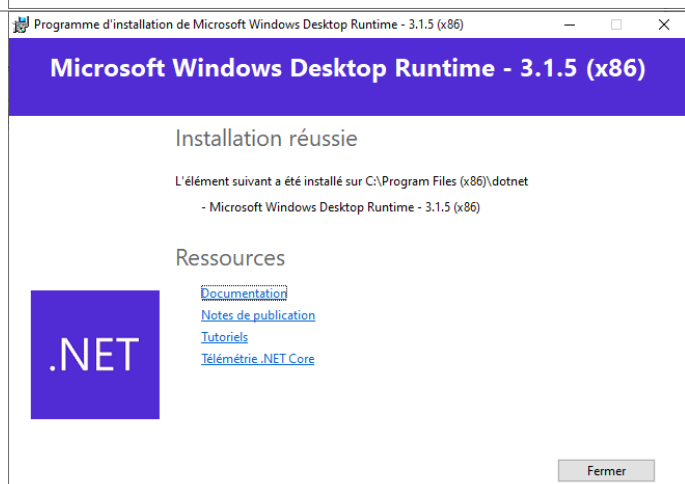 Programme d'installation de Microsoft Windows Desktop Runtime - 3.1.5 (x86)
Microsoft Windows Desktop Runtime - 3.1.5 (x86)
Installation réussie
L'élément suivant a été installé sur C:\Program Files (x86)\dotnet
- Microsoft Windows Desktop Runtime - 3.1.5 (x86)
Ressources
Documentation
Notes de publication
Tutoriels
Télémétrie .NET Core
.NET
Fermer